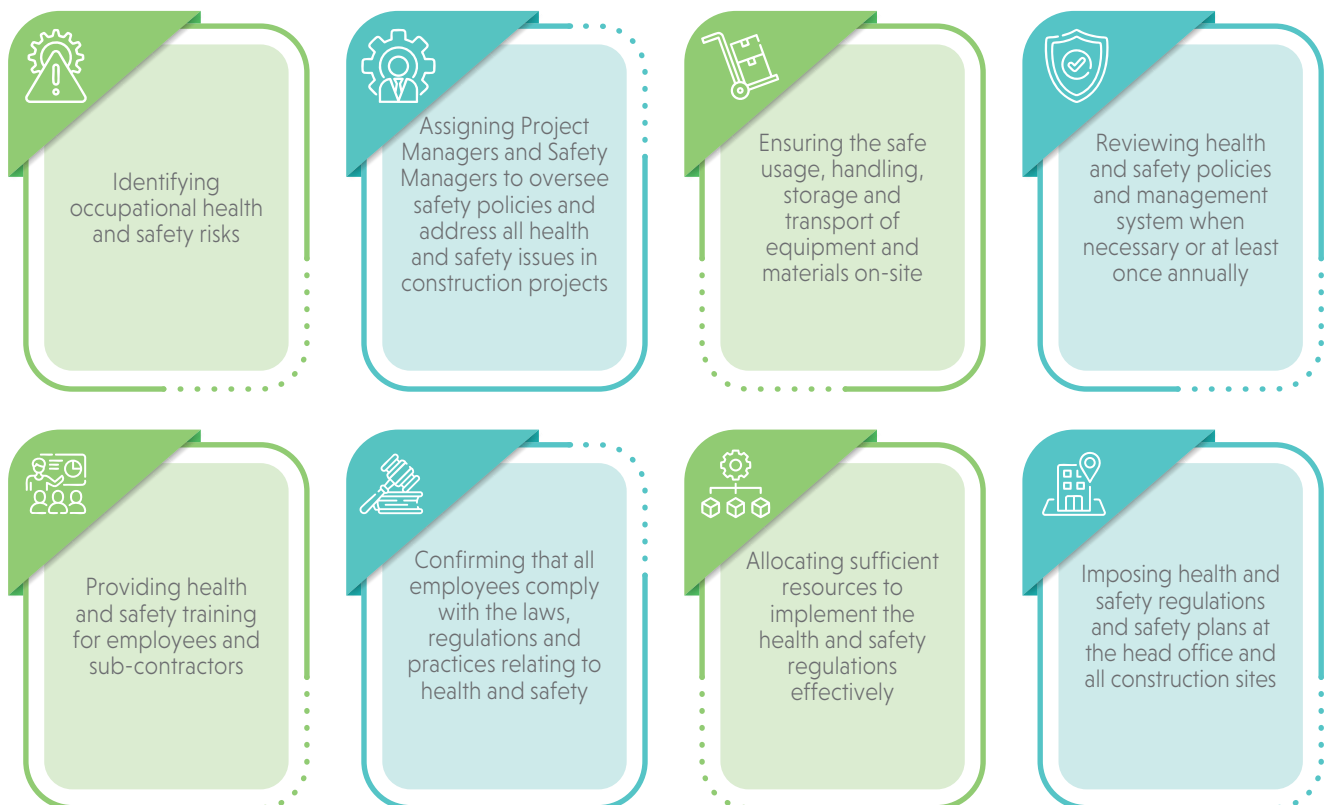 Identifying
occupational health
and safety risks
Assigning Project
Managers and Safety
Managers to oversee
safety policies and
address all health
and safety issues in
construction projects
Ensuring the safe
usage, handling,
storage and
transport of
equipment and
materials on-site
Reviewing health
and safety policies
and management
system when
necessary or at least
once annually
Providing health
and safety training
for employees and
sub-contractors
Confirming that all
employees comply
with the laws,
regulations and
practices relating to
health and safety
Allocating sufficient
resources to
implement the
health and safety
regulations
effectively
Imposing health and
safety regulations
and safety plans at
the head office and
all construction sites